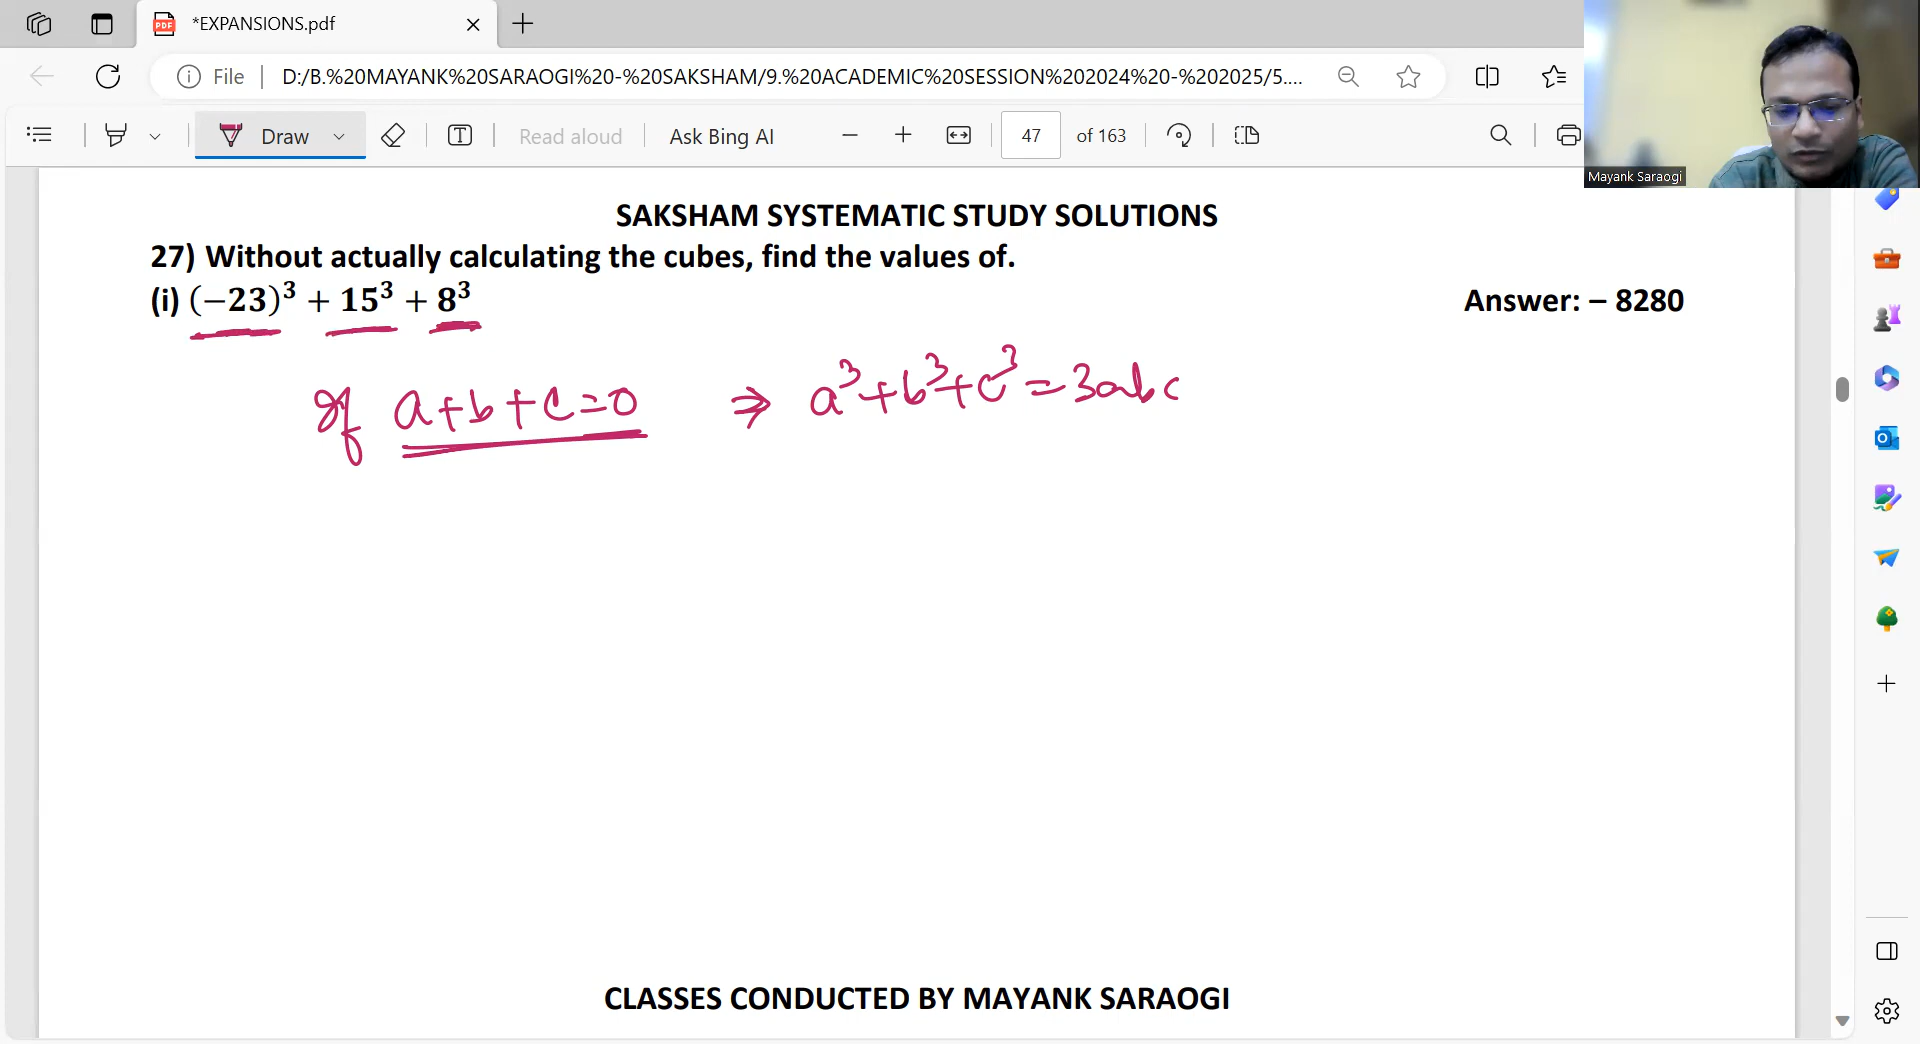 *EXPANSIONS.pdf
File
D:/B.%20MAYANK%20SARAOGI%20-%20SAKSHAM/9.%20ACADEMIC%20SESSION%202024%20-%202025/5....
Draw
Read aloud
Ask Bing AI
47 of 163
Mayank Saraogi
SAKSHAM SYSTEMATIC STUDY SOLUTIONS
27) Without actually calculating the cubes, find the values of.
(i) (−23)³ + 15³ + 8³ Answer: – 8280
If a+b+c=0 ⇒ a³+b³+c³=3abc
CLASSES CONDUCTED BY MAYANK SARAOGI